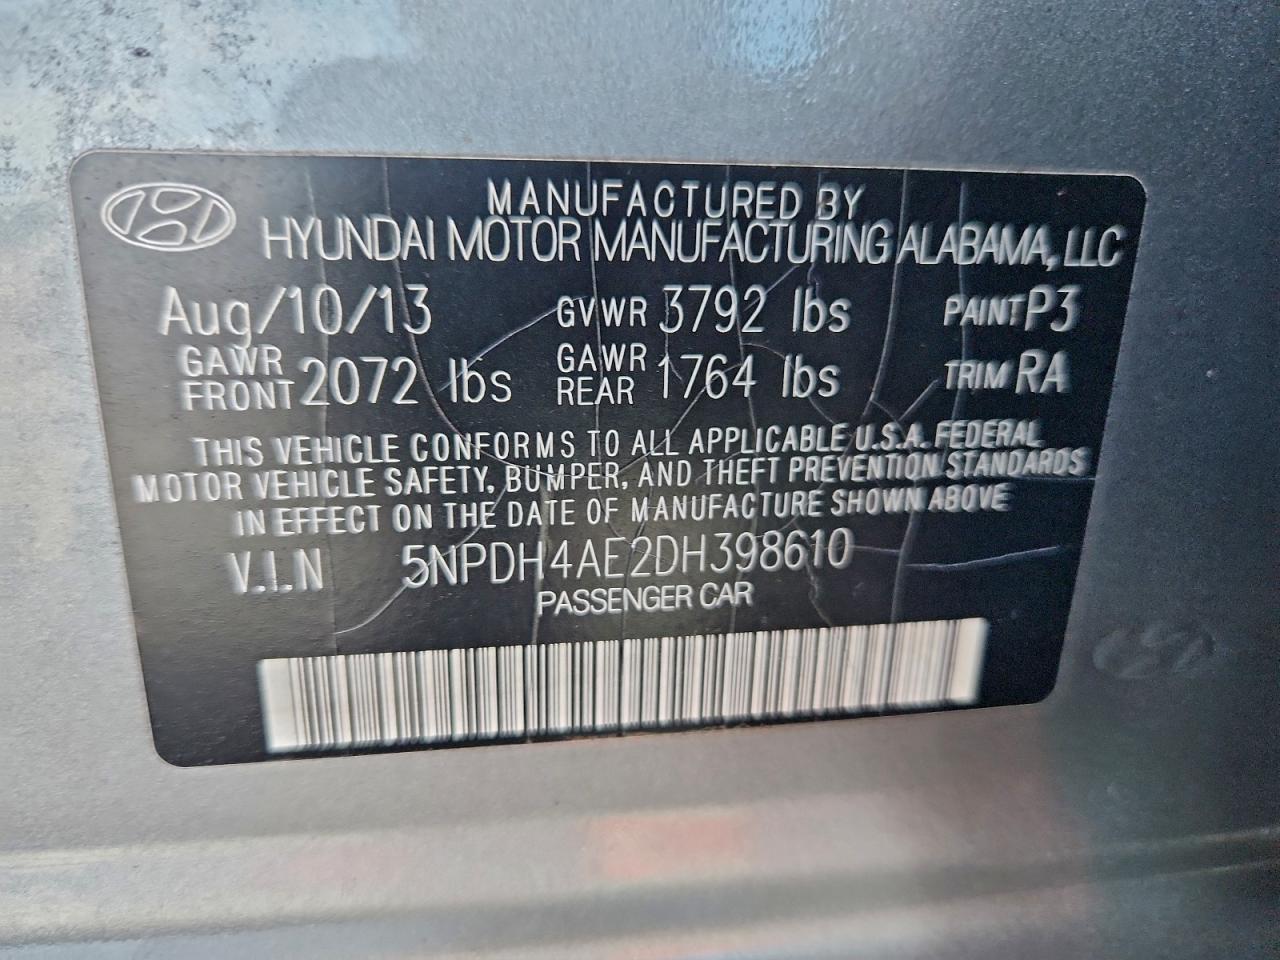 MANUFACTURED BY
HYUNDAI MOTOR MANUFACTURING ALABAMA, LLC
Aug/10/13 GVWR 3792 lbs PAINT P3
GAWR FRONT 2072 lbs GAWR REAR 1764 lbs TRIM RA
THIS VEHICLE CONFORMS TO ALL APPLICABLE U.S.A. FEDERAL
MOTOR VEHICLE SAFETY, BUMPER, AND THEFT PREVENTION STANDARDS
IN EFFECT ON THE DATE OF MANUFACTURE SHOWN ABOVE
V.I.N 5NPDH4AE2DH398610
PASSENGER CAR